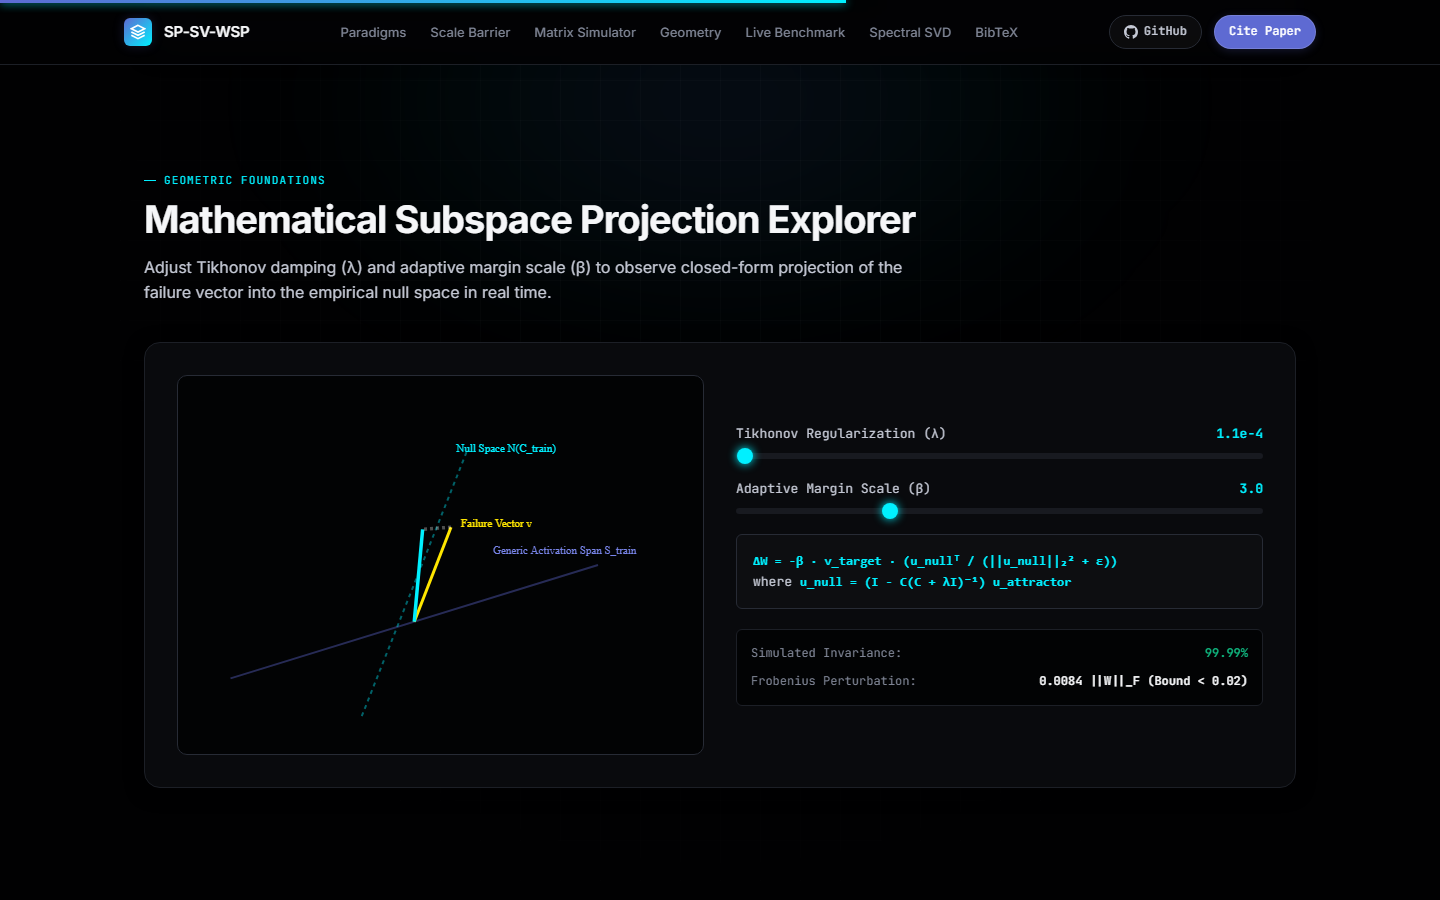 SP-SV-WSP
Paradigms
Scale Barrier
Matrix Simulator
Geometry
Live Benchmark
Spectral SVD
BibTeX
GitHub
Cite Paper
— GEOMETRIC FOUNDATIONS
Mathematical Subspace Projection Explorer
Adjust Tikhonov damping (λ) and adaptive margin scale (β) to observe closed-form projection of the
failure vector into the empirical null space in real time.
Null Space N(C_train)
Failure Vector v
Generic Activation Span S_train
Tikhonov Regularization (λ)
1.1e-4
Adaptive Margin Scale (β)
3.0
ΔW = -β · v_target · (u_nullᵀ / (||u_null||₂² + ε))
where u_null = (I - C(C + λI)⁻¹) u_attractor
Simulated Invariance:
99.99%
Frobenius Perturbation:
0.0084 ||W||_F (Bound < 0.02)